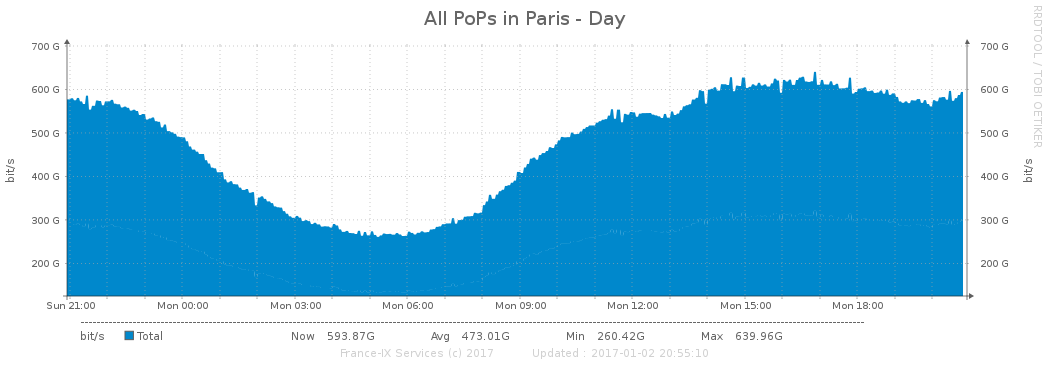 All PoPs in Paris - Day
RRDTOOL / TOBI OETIKER
700 G 700 G
600 G 600 G
500 G 500 G
400 G 400 G
300 G 300 G
200 G 200 G
bit/s bit/s
Sun 21:00 Mon 00:00 Mon 03:00 Mon 06:00 Mon 09:00 Mon 12:00 Mon 15:00 Mon 18:00
bit/s Total Now 593.87G Avg 473.01G Min 260.42G Max 639.96G
France-IX Services (c) 2017 Updated : 2017-01-02 20:55:10